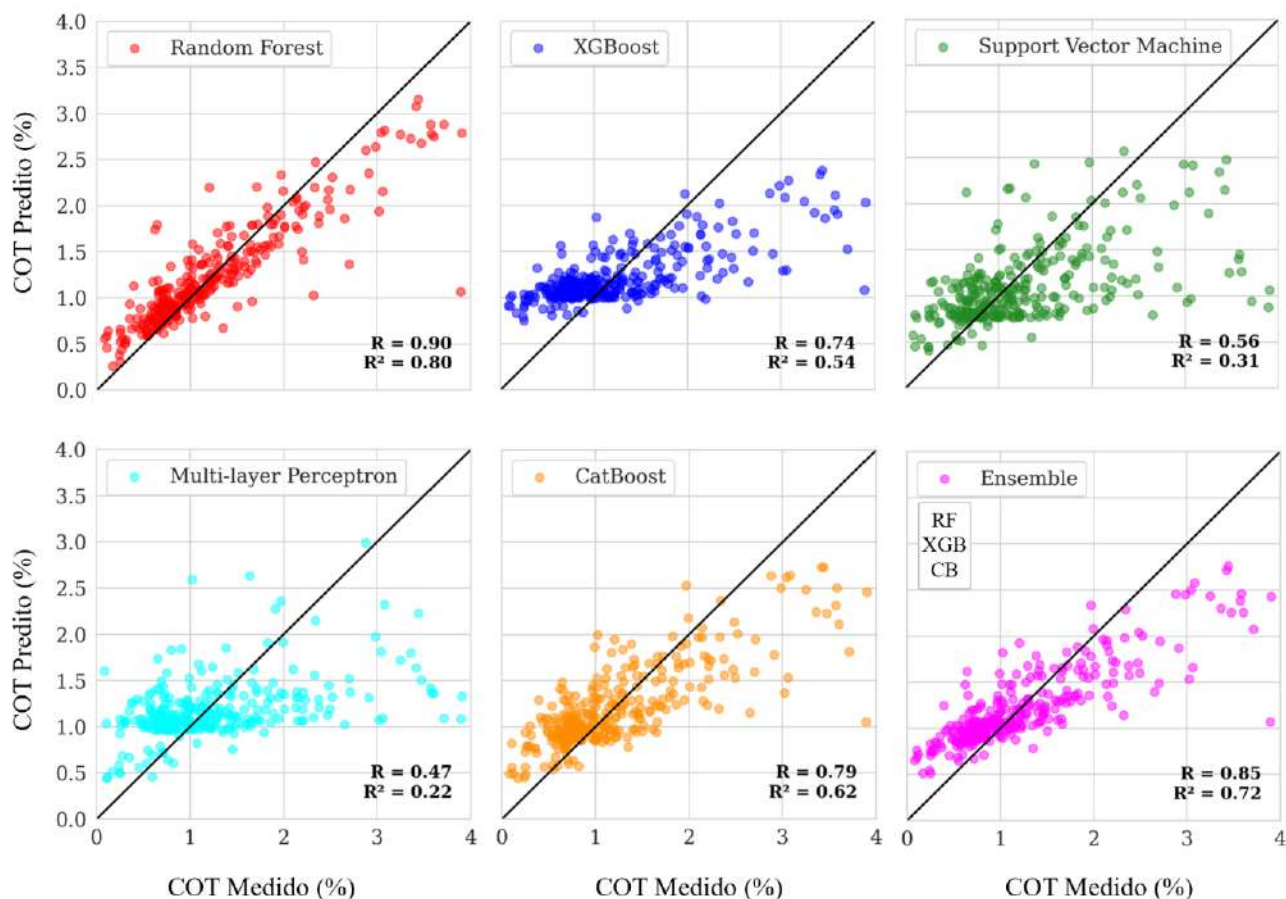 4.0
3.5
3.0
2.5
2.0
1.5
1.0
0.5
0.0
COT Predito (%)
Random Forest
R = 0.90
R² = 0.80
XGBoost
R = 0.74
R² = 0.54
Support Vector Machine
R = 0.56
R² = 0.31
4.0
3.5
3.0
2.5
2.0
1.5
1.0
0.5
0.0
COT Predito (%)
Multi-layer Perceptron
R = 0.47
R² = 0.22
0 1 2 3 4
COT Medido (%)
CatBoost
R = 0.79
R² = 0.62
0 1 2 3 4
COT Medido (%)
Ensemble
RF
XGB
CB
R = 0.85
R² = 0.72
0 1 2 3 4
COT Medido (%)